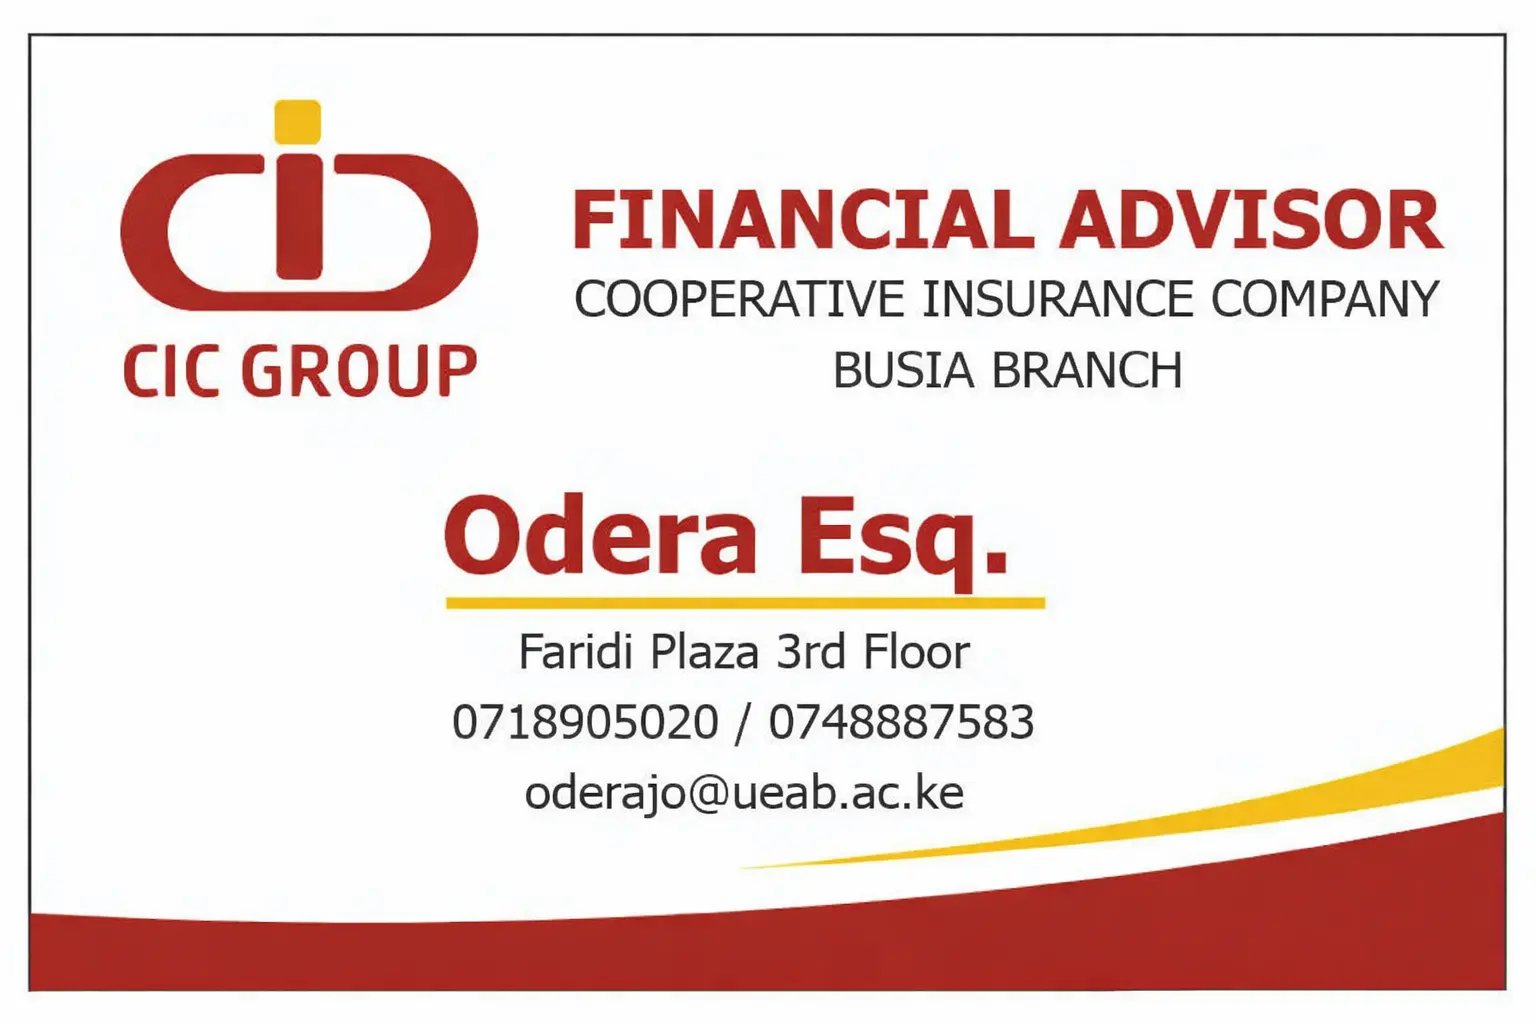 CIC GROUP
FINANCIAL ADVISOR
COOPERATIVE INSURANCE COMPANY
BUSIA BRANCH
Odera Esq.
Faridi Plaza 3rd Floor
0718905020 / 0748887583
oderajo@ueab.ac.ke